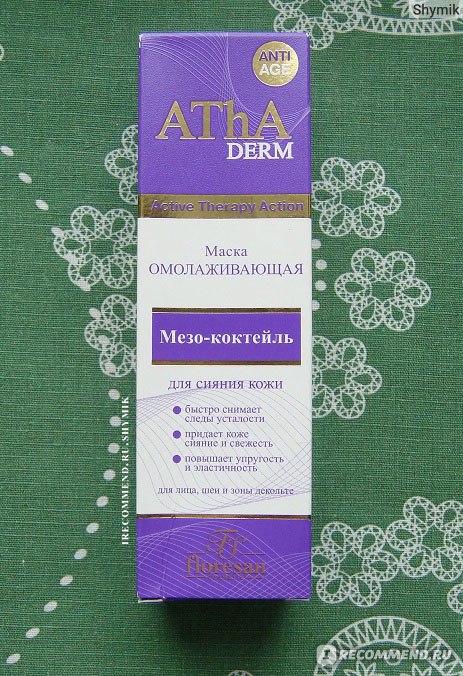 Shymik
ANTI
AGE
AThA
DERM
Active Therapy Action
Маска
ОМОЛАЖИВАЮЩАЯ
Мезо-коктейль
для сияния кожи
быстро снимает
следы усталости
придает коже
сияние и свежесть
повышает упругость
и эластичность
для лица, шеи и зоны декольте
floresan
IRECOMMEND.RU.SHYMIK
IRECOMMEND.RU